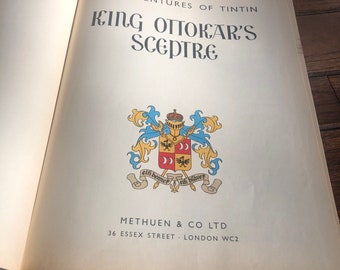 ENTURES OF TINTIN
KING OTTOKAR'S
SCEPTRE
METHUEN & CO LTD
36 ESSEX STREET · LONDON WC2